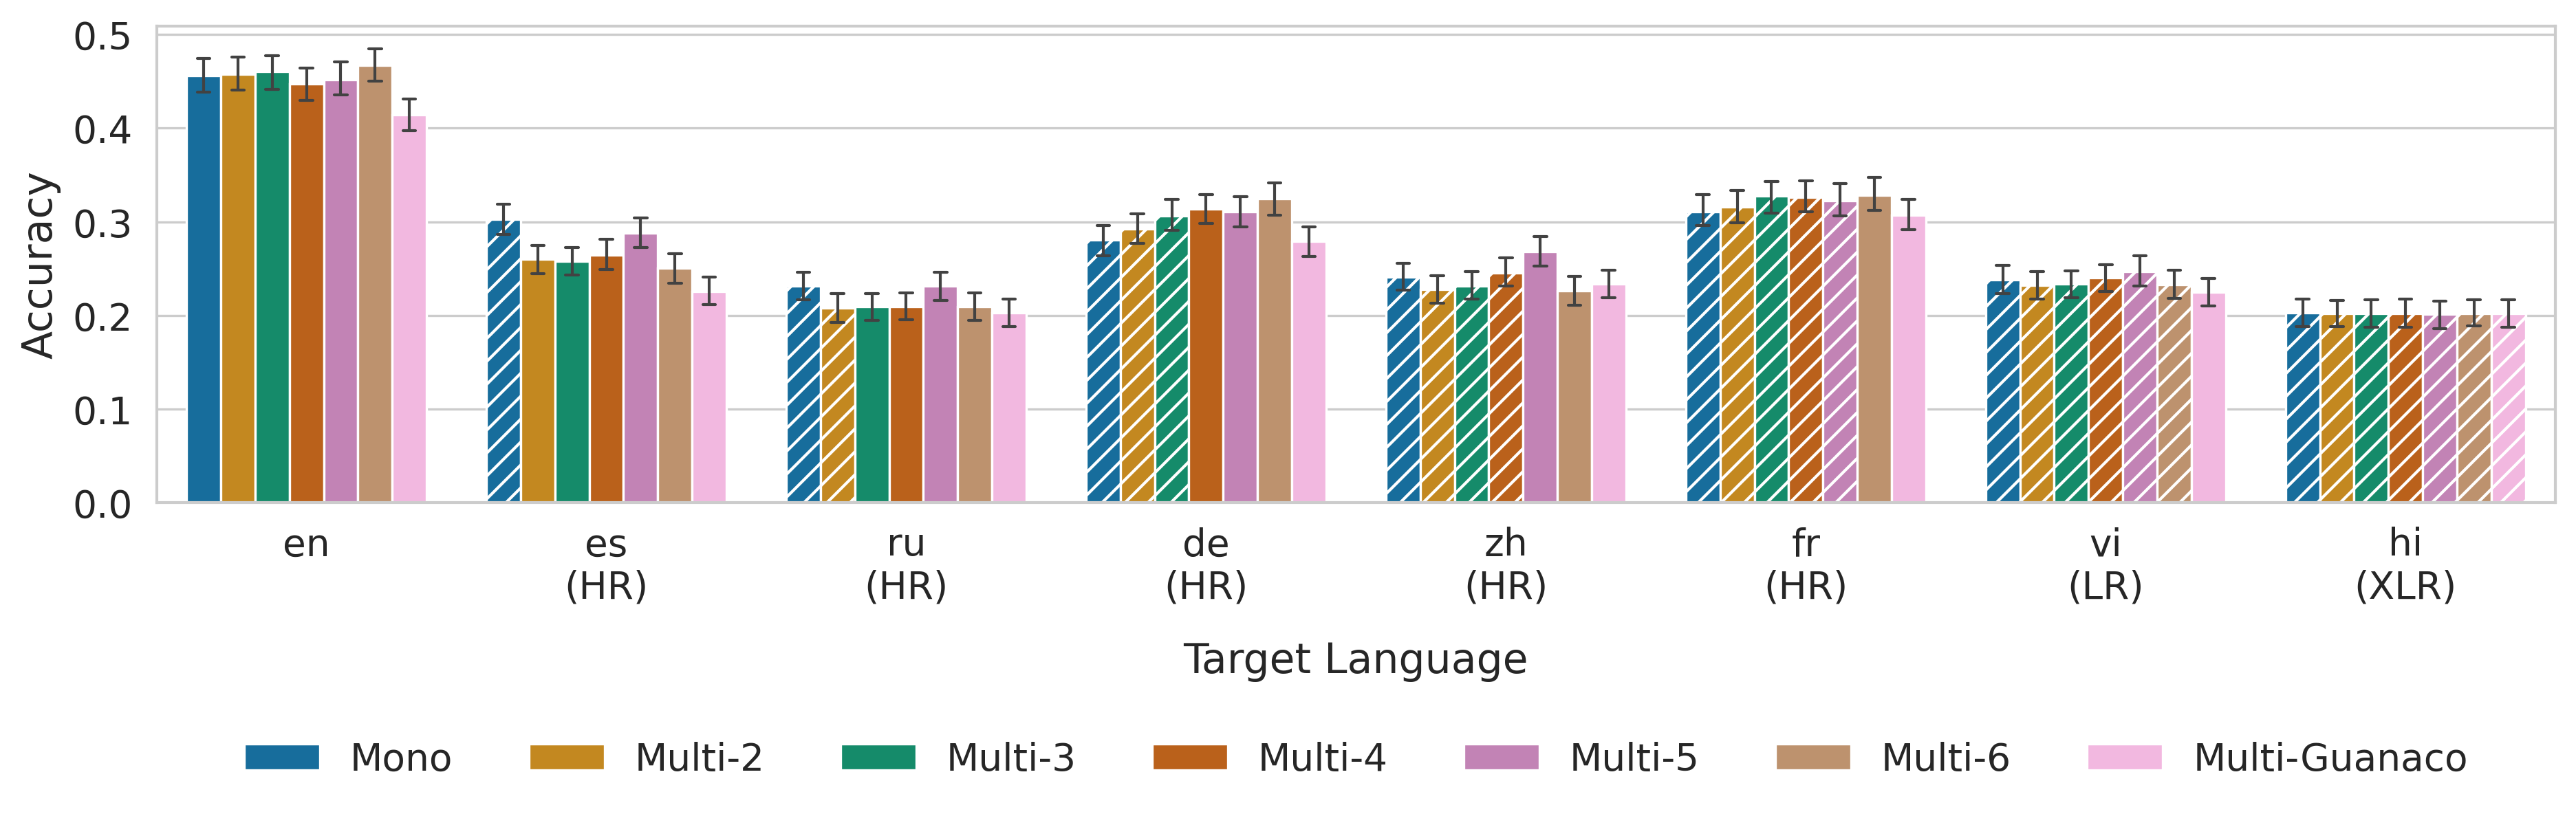 Accuracy
0.5
0.4
0.3
0.2
0.1
0.0
en es ru de zh fr vi hi
(HR) (HR) (HR) (HR) (HR) (LR) (XLR)
Target Language
Mono Multi-2 Multi-3 Multi-4 Multi-5 Multi-6 Multi-Guanaco